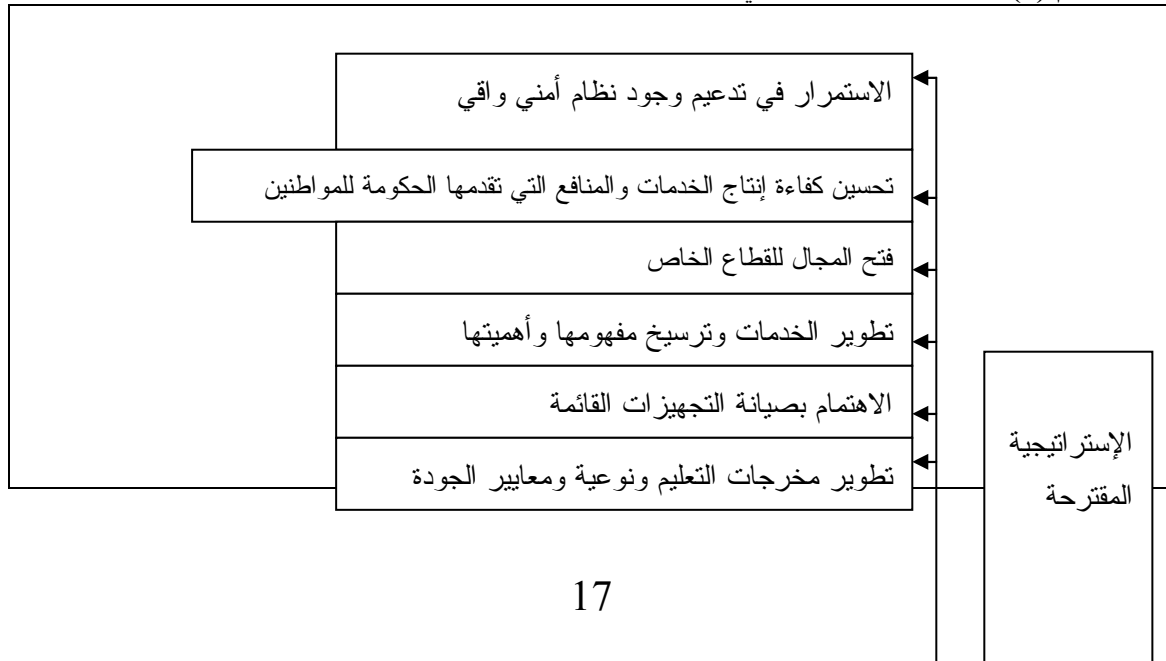 الاستمرار في تدعيم وجود نظام أمني واقي
تحسين كفاءة إنتاج الخدمات والمنافع التي تقدمها الحكومة للمواطنين
فتح المجال للقطاع الخاص
تطوير الخدمات وترسيخ مفهومها وأهميتها
الاهتمام بصيانة التجهيزات القائمة
تطوير مخرجات التعليم ونوعية ومعايير الجودة
الإستراتيجية
المقترحة
17